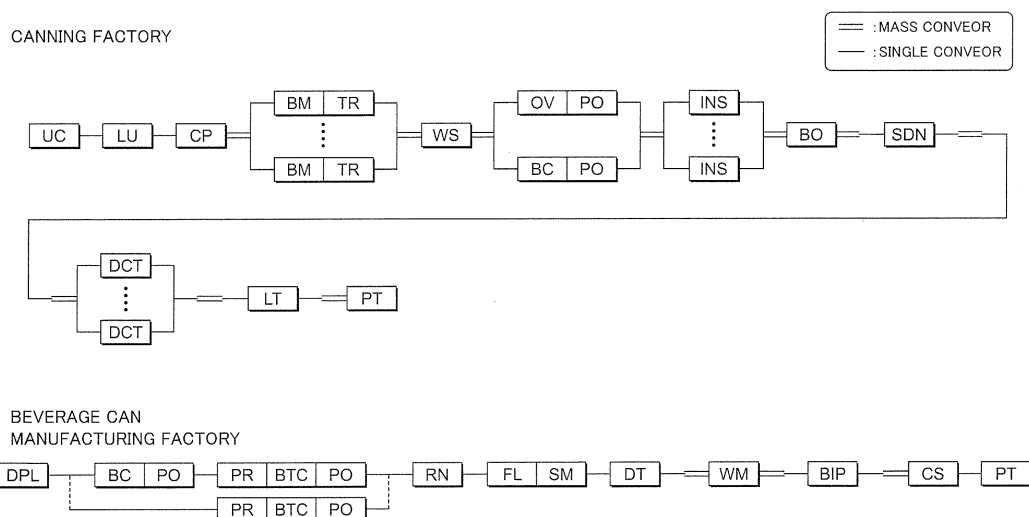 CANNING FACTORY
:MASS CONVEOR
:SINGLE CONVEOR
BM TR OV PO INS
UC LU CP WS BO SDN
BM TR BC PO INS
DCT
LT PT
DCT
BEVERAGE CAN
MANUFACTURING FACTORY
DPL BC PO PR BTC PO RN FL SM DT WM BIP CS PT
PR BTC PO